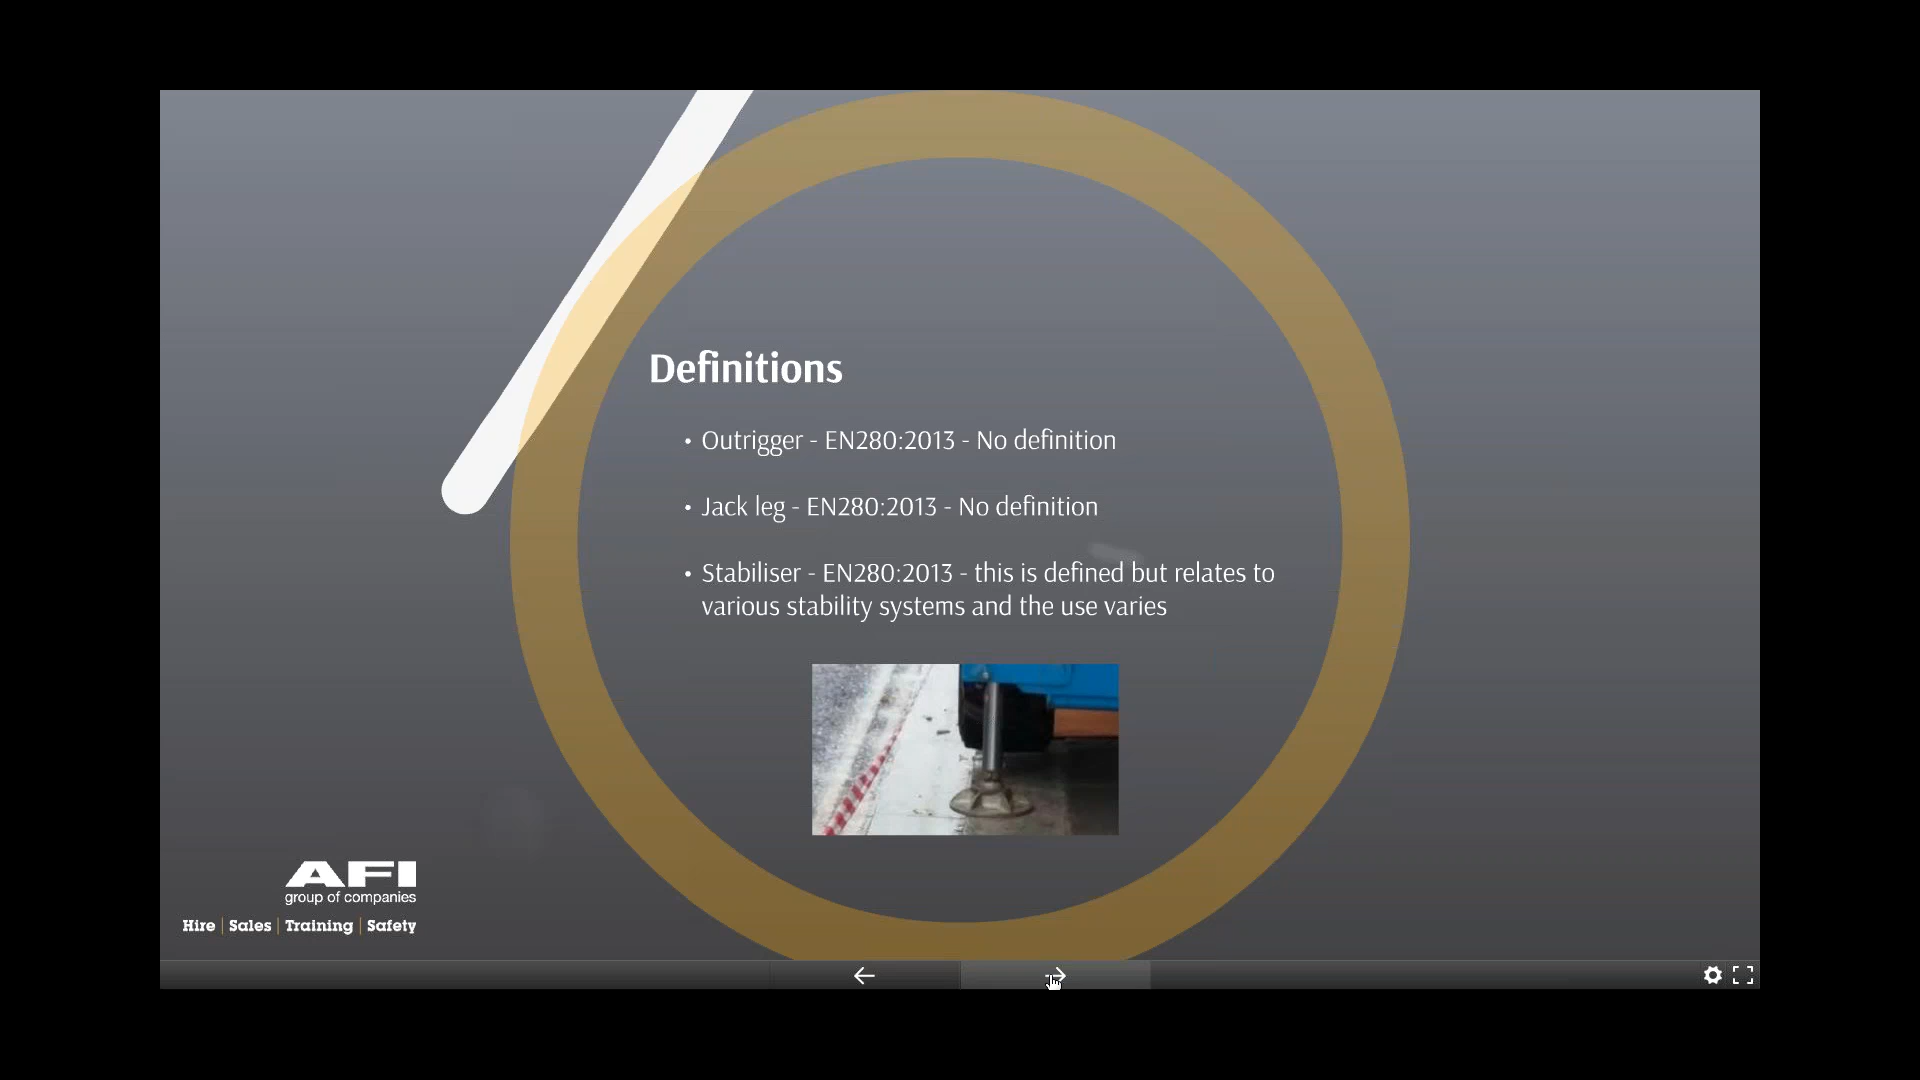 Definitions
• Outrigger - EN280:2013 - No definition
• Jack leg - EN280:2013 - No definition
• Stabiliser - EN280:2013 - this is defined but relates to
various stability systems and the use varies
AFI
group of companies
Hire | Sales | Training | Safety